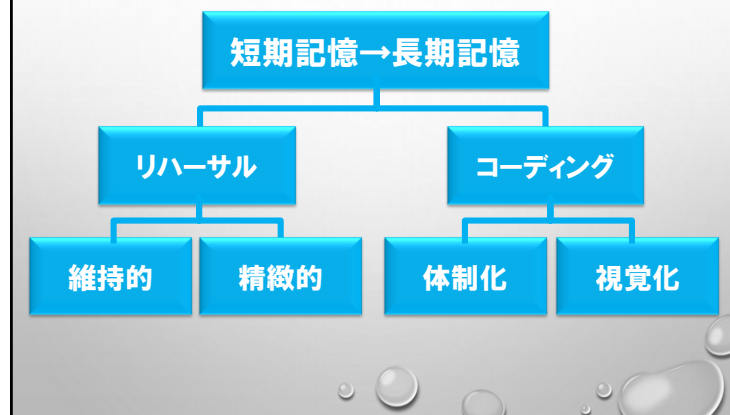 短期記憶→長期記憶
リハーサル
コーディング
維持的
精緻的
体制化
視覚化